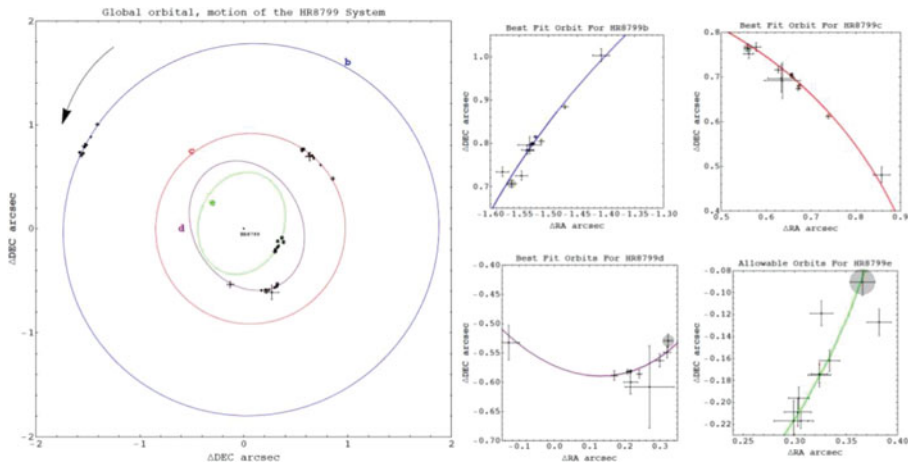 Global orbital, motion of the HR8799 System
ΔDEC arcsec
2
1
0
-1
-2
-2
-1
0
1
2
ΔDEC arcsec
b
c
d
e
HR8799
Best Fit Orbit For HR8799b
ΔDEC arcsec
1.0
0.9
0.8
0.7
-1.60 -1.55 -1.50 -1.45 -1.40 -1.35 -1.30
ΔRA arcsec
Best Fit Orbit For HR8799c
ΔDEC arcsec
0.8
0.7
0.6
0.5
0.4
0.5 0.6 0.7 0.8 0.9
ΔRA arcsec
Best Fit Orbits For HR8799d
ΔDEC arcsec
-0.40
-0.45
-0.50
-0.55
-0.60
-0.65
-0.70
-0.1 0.0 0.1 0.2 0.3
ΔRA arcsec
Allowable Orbits For HR8799e
ΔDEC arcsec
-0.08
-0.10
-0.12
-0.14
-0.16
-0.18
-0.20
-0.22
0.24 0.28 0.32 0.36 0.40
ΔRA arcsec